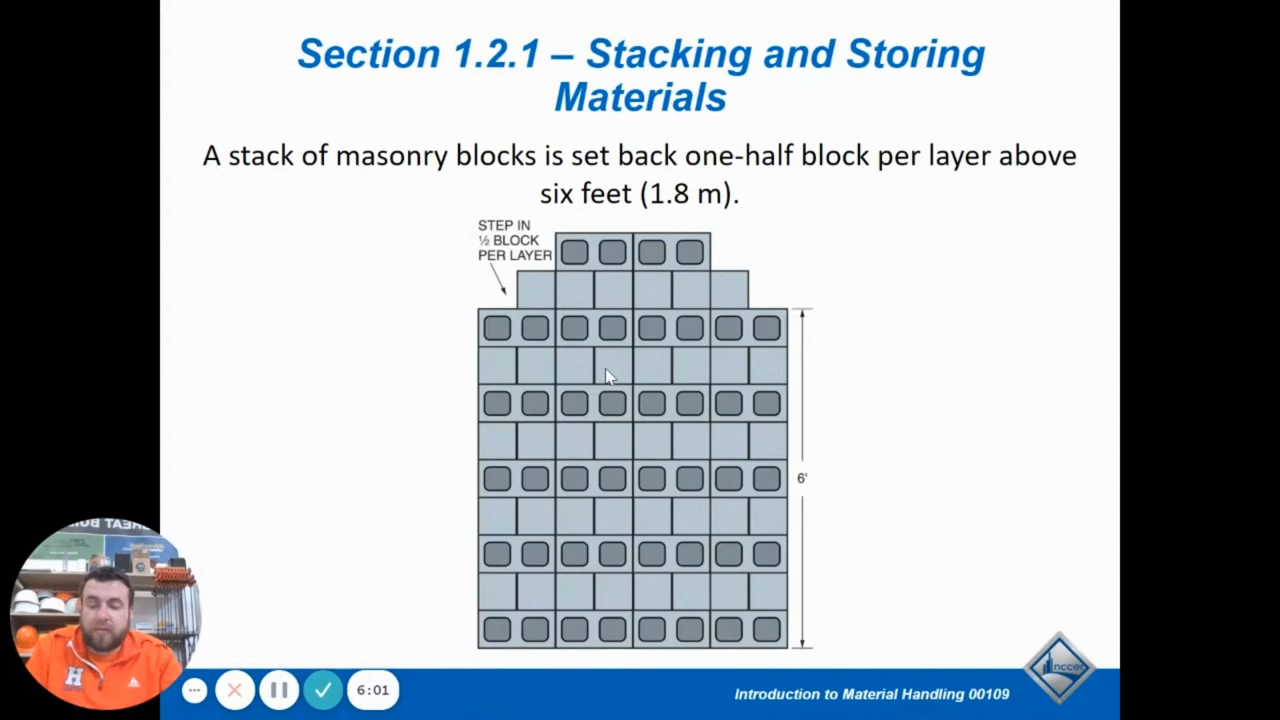 Section 1.2.1 – Stacking and Storing
Materials
A stack of masonry blocks is set back one-half block per layer above
six feet (1.8 m).
STEP IN
½ BLOCK
PER LAYER
6'
H
6:01
Introduction to Material Handling 00109
nccer